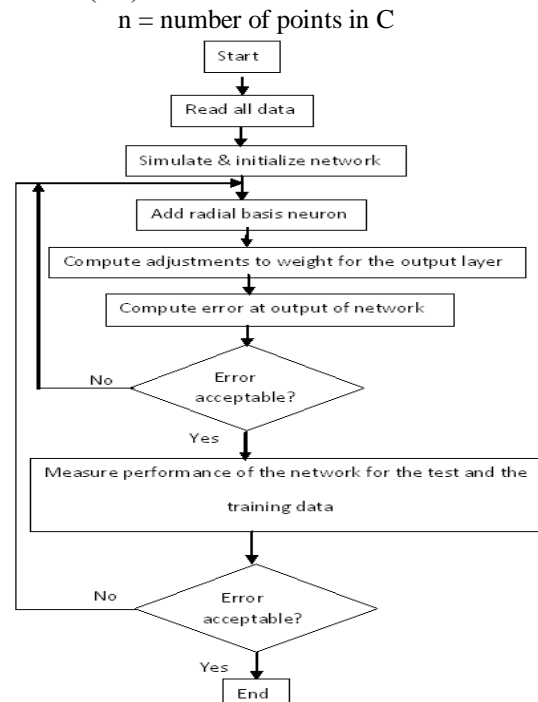 n = number of points in C
Start
Read all data
Simulate & initialize network
Add radial basis neuron
Compute adjustments to weight for the output layer
Compute error at output of network
No
Error
acceptable?
Yes
Measure performance of the network for the test and the
training data
No
Error
acceptable?
Yes
End